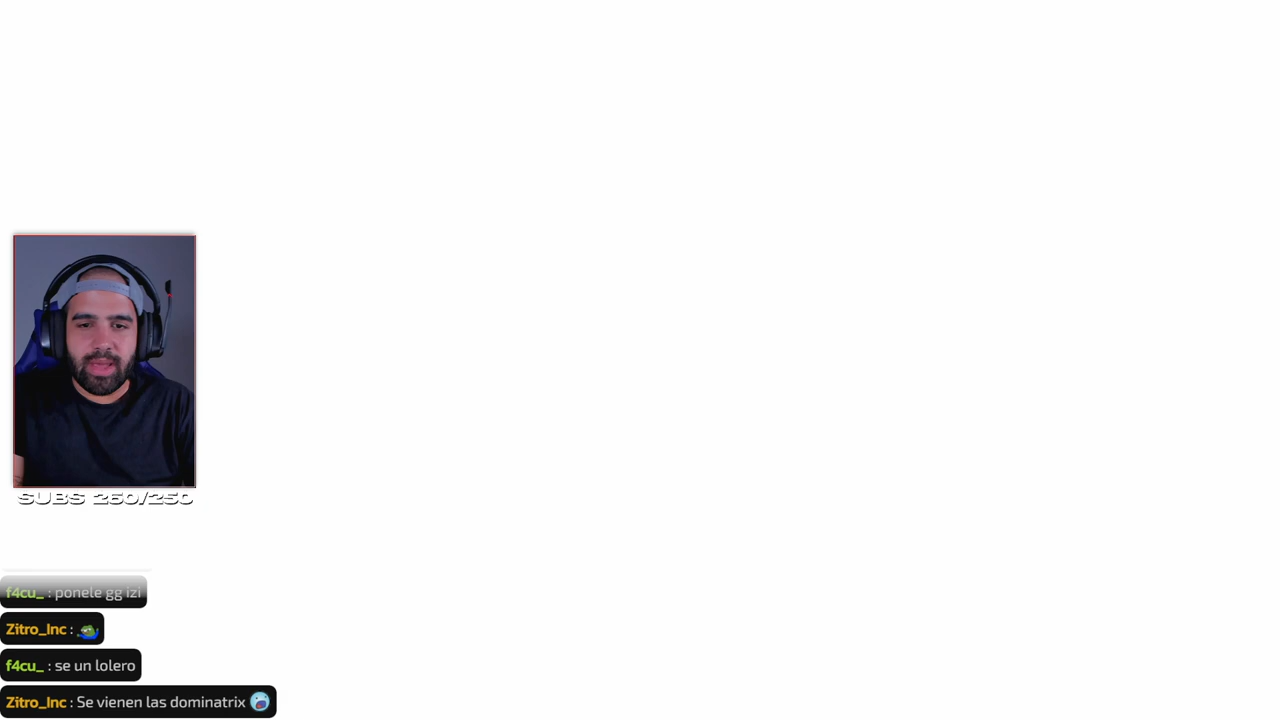 SUBS 250/250
f4cu_ : ponele gg izi
Zitro_Inc :
f4cu_ : se un lolero
Zitro_Inc : Se vienen las dominatrix